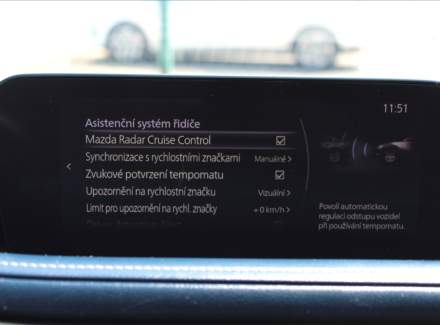 11:51
Asistenční systém řidiče
Mazda Radar Cruise Control
Synchronizace s rychlostními značkami Manuálně >
Zvukové potvrzení tempomatu
Upozornění na rychlostní značku Vizuální >
Limit pro upozornění na rychl. značky +0 km/h >
Povolí automatickou
regulaci odstupu vozidel
při používání tempomatu.